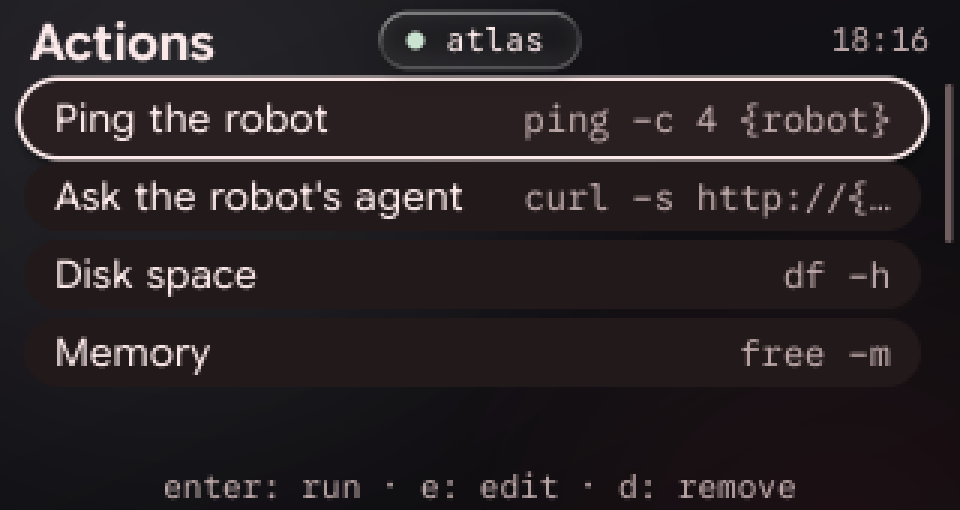 Actions
atlas
18:16
Ping the robot ping -c 4 {robot}
Ask the robot's agent curl -s http://{…
Disk space df -h
Memory free -m
enter: run · e: edit · d: remove